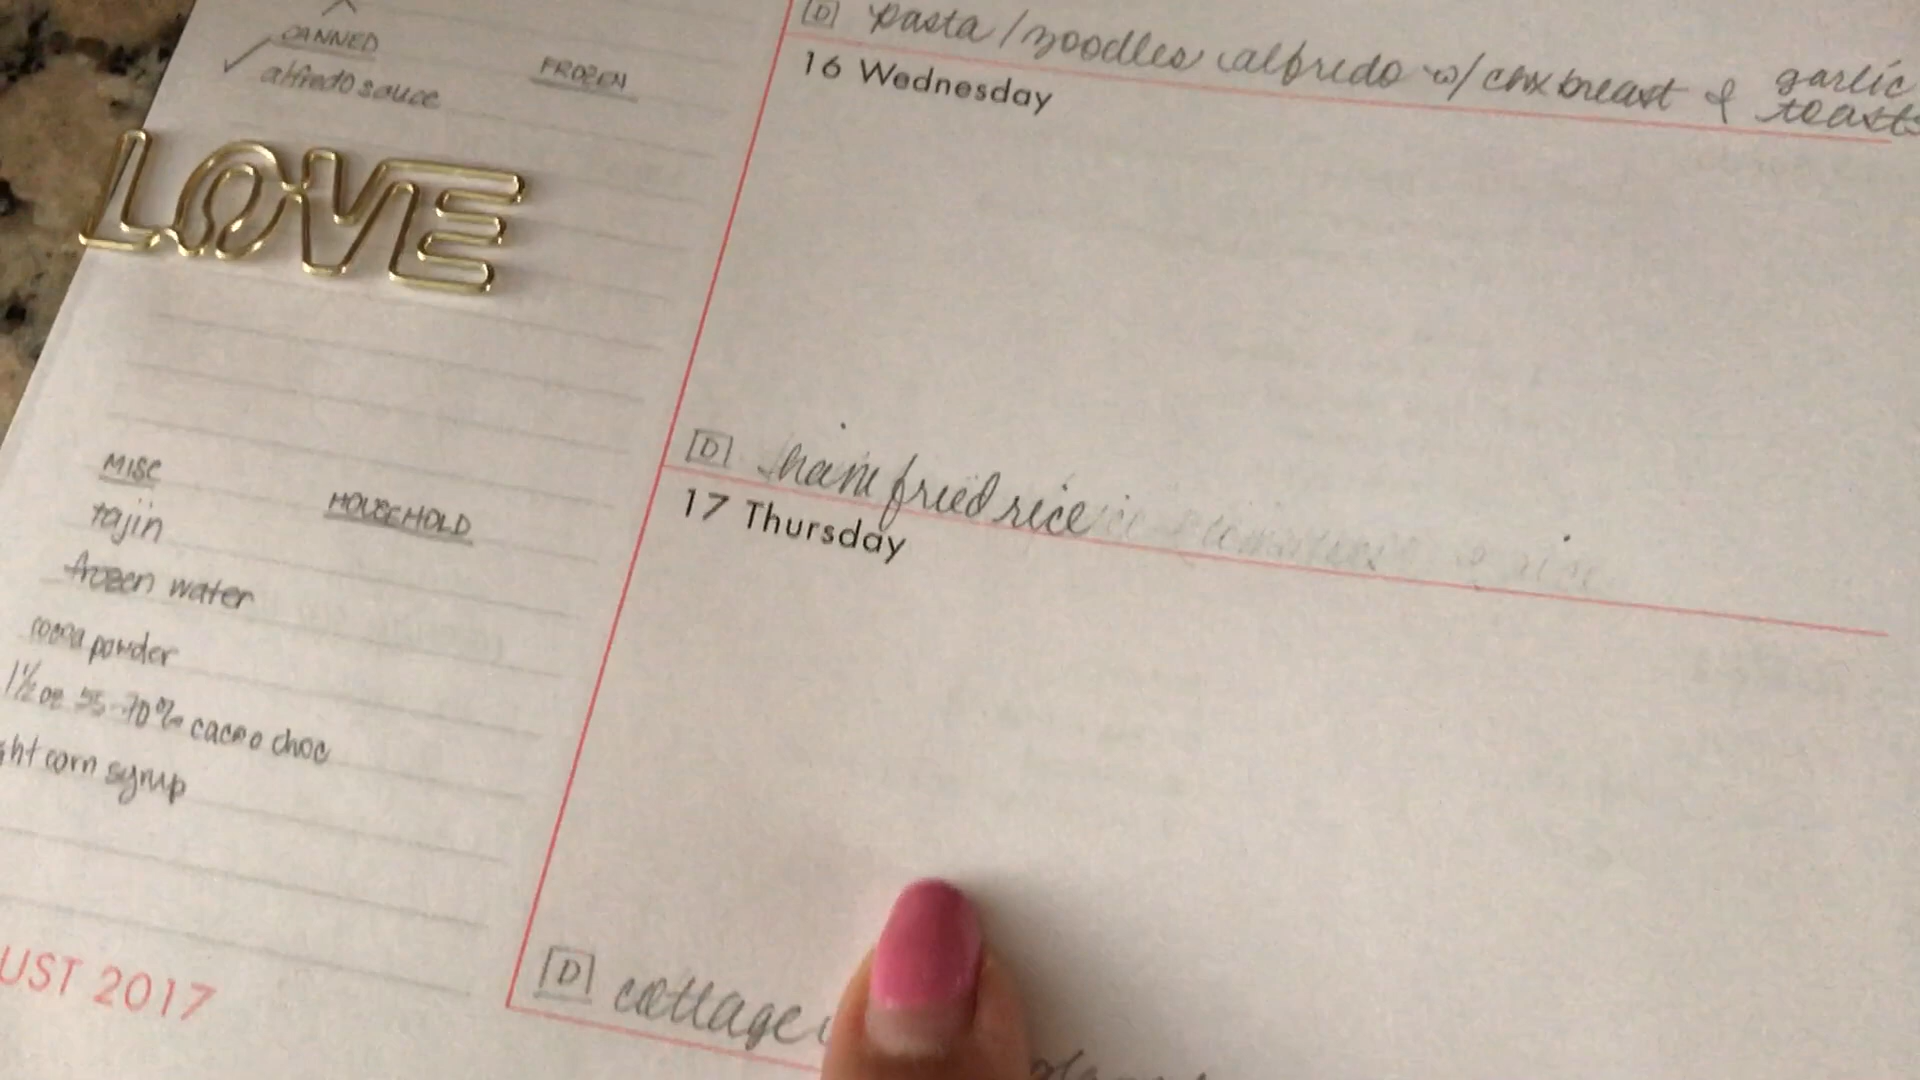 CANNED
FROZEN
✓ alfredo sauce
LOVE
MISC
HOUSEHOLD
tajin
frozen water
cocoa powder
1½ oz 55-70% cacao choc
ght corn syrup
UST 2017
D pasta/zoodles alfredo w/ chx breast & garlic toasts
16 Wednesday
D ham fried rice
17 Thursday
D cottage